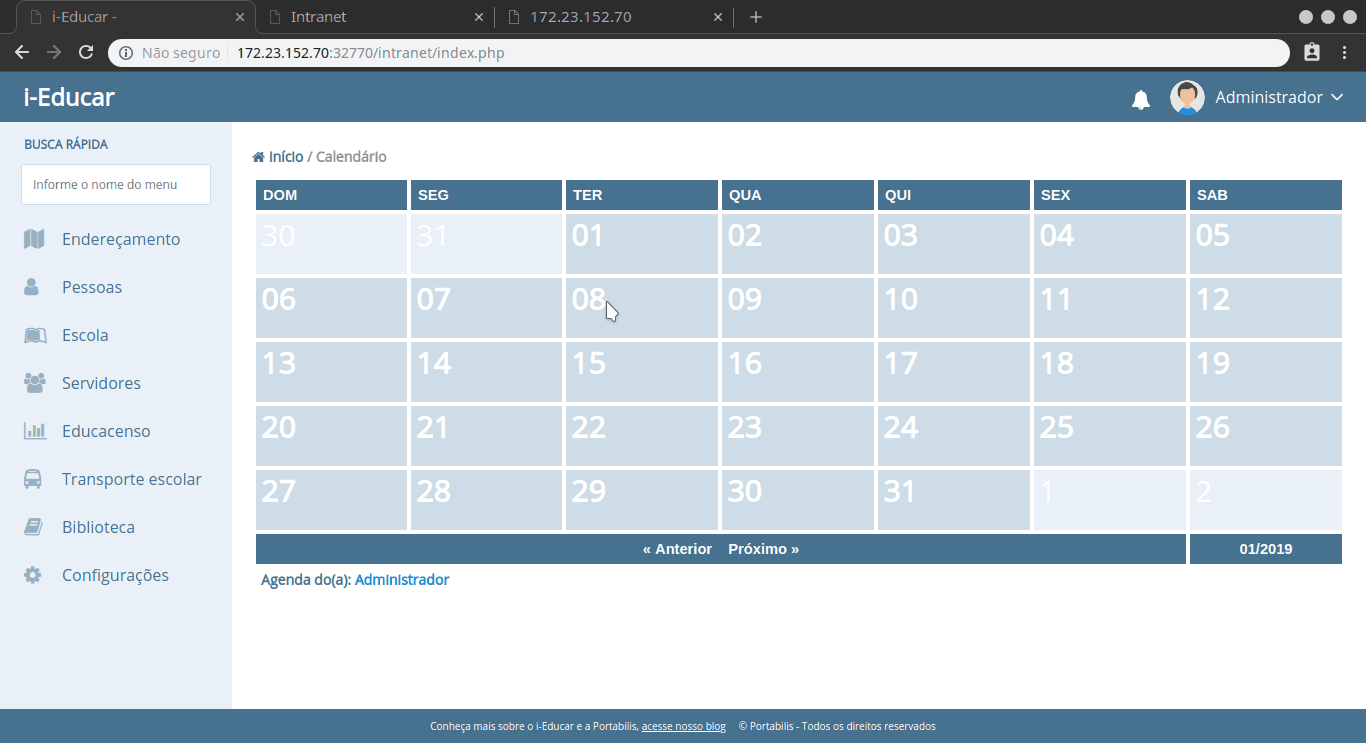 i-Educar -
Intranet
172.23.152.70
Não seguro
172.23.152.70:32770/intranet/index.php
i-Educar
Administrador
BUSCA RÁPIDA
Informe o nome do menu
Endereçamento
Pessoas
Escola
Servidores
Educacenso
Transporte escolar
Biblioteca
Configurações
Início / Calendário
DOM SEG TER QUA QUI SEX SAB
30 31 01 02 03 04 05
06 07 08 09 10 11 12
13 14 15 16 17 18 19
20 21 22 23 24 25 26
27 28 29 30 31 1 2
« Anterior Próximo » 01/2019
Agenda do(a): Administrador
Conheça mais sobre o i-Educar e a Portabilis, acesse nosso blog © Portabilis - Todos os direitos reservados